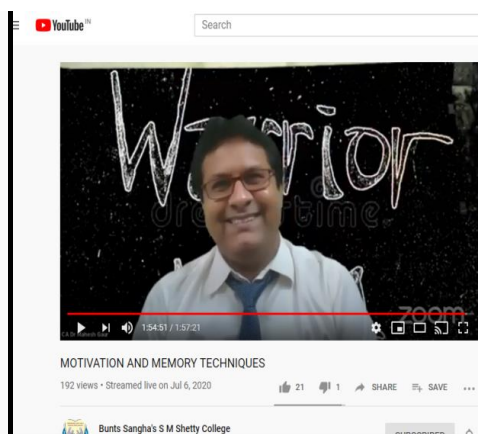 YouTube IN
Search
Warrior
dreamstime
zoom
1:54:51 / 1:57:21
MOTIVATION AND MEMORY TECHNIQUES
192 views • Streamed live on Jul 6, 2020
21
1
SHARE
SAVE
Bunts Sangha's S M Shetty College
SUBSCRIBED